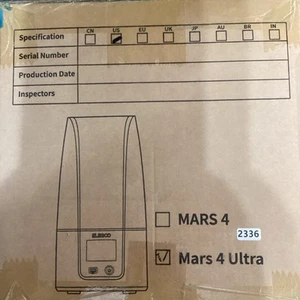 Specification CN US EU UK JP AU BR IN
Serial Number
Production Date
Inspectors
ELEGOO
MARS 4
2336
Mars 4 Ultra